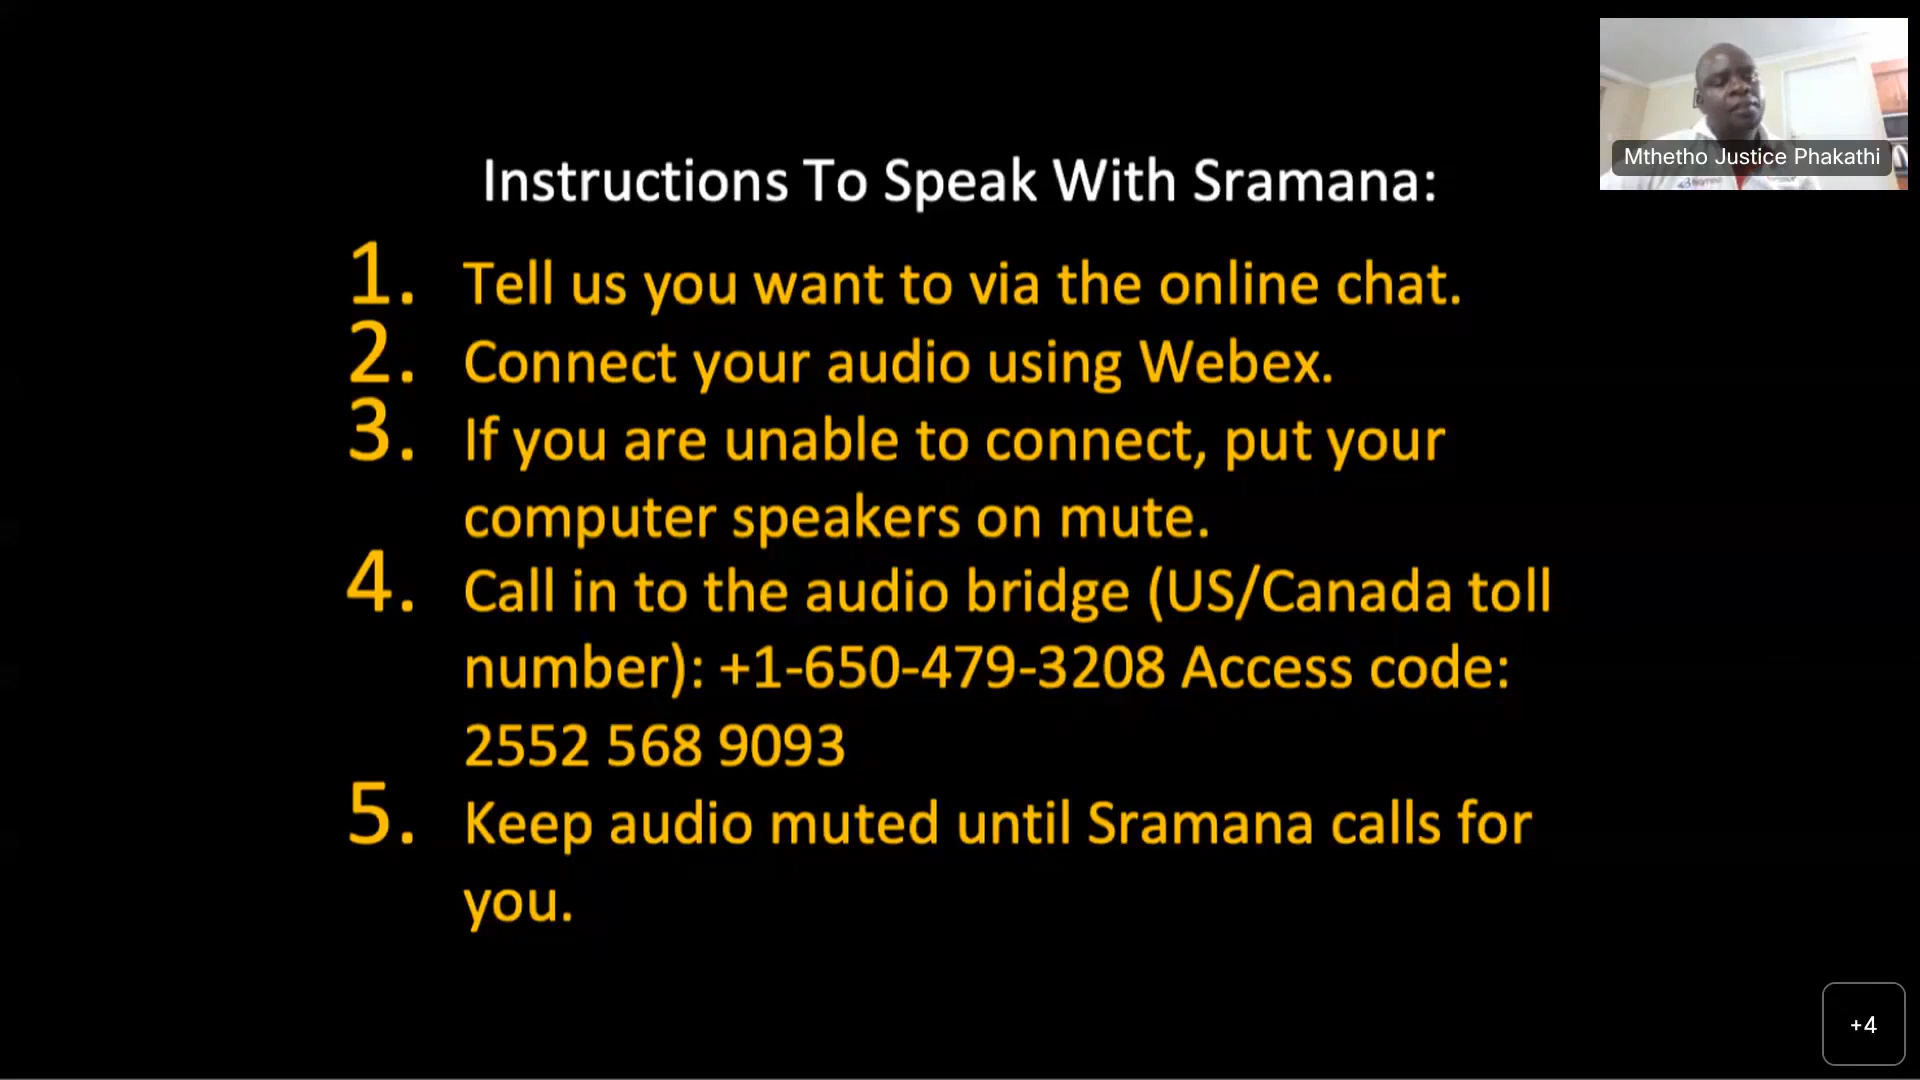 Mthetho Justice Phakathi
Instructions To Speak With Sramana:
1. Tell us you want to via the online chat.
2. Connect your audio using Webex.
3. If you are unable to connect, put your
computer speakers on mute.
4. Call in to the audio bridge (US/Canada toll
number): +1-650-479-3208 Access code:
2552 568 9093
5. Keep audio muted until Sramana calls for
you.
+4